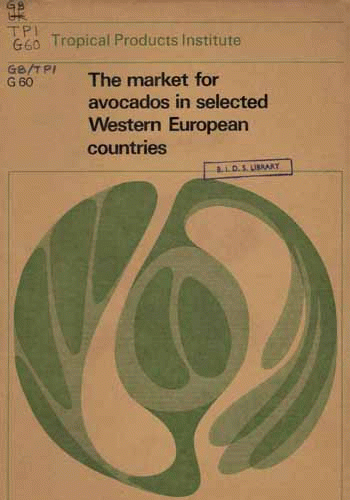 GB
UK
TPI
G60
Tropical Products Institute
GB/TPI
G 60
The market for
avocados in selected
Western European
countries
B. I. D. S. LIBRARY